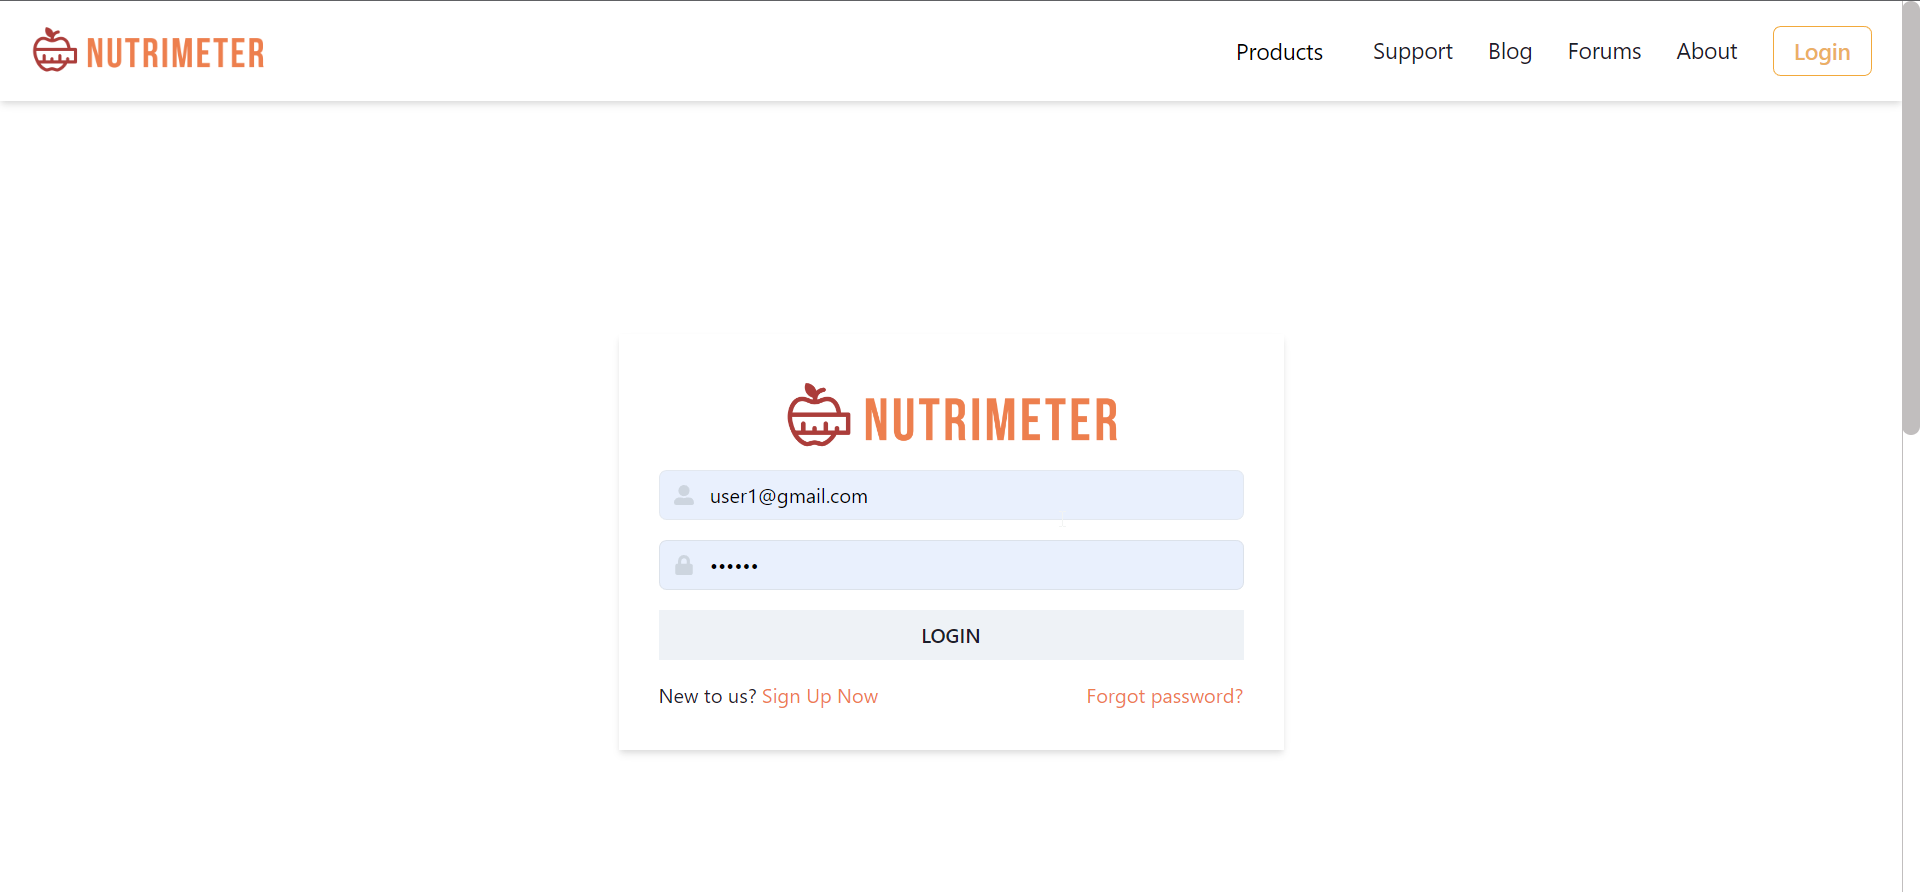 NUTRIMETER
Products Support Blog Forums About Login
NUTRIMETER
user1@gmail.com
••••••
LOGIN
New to us? Sign Up Now
Forgot password?